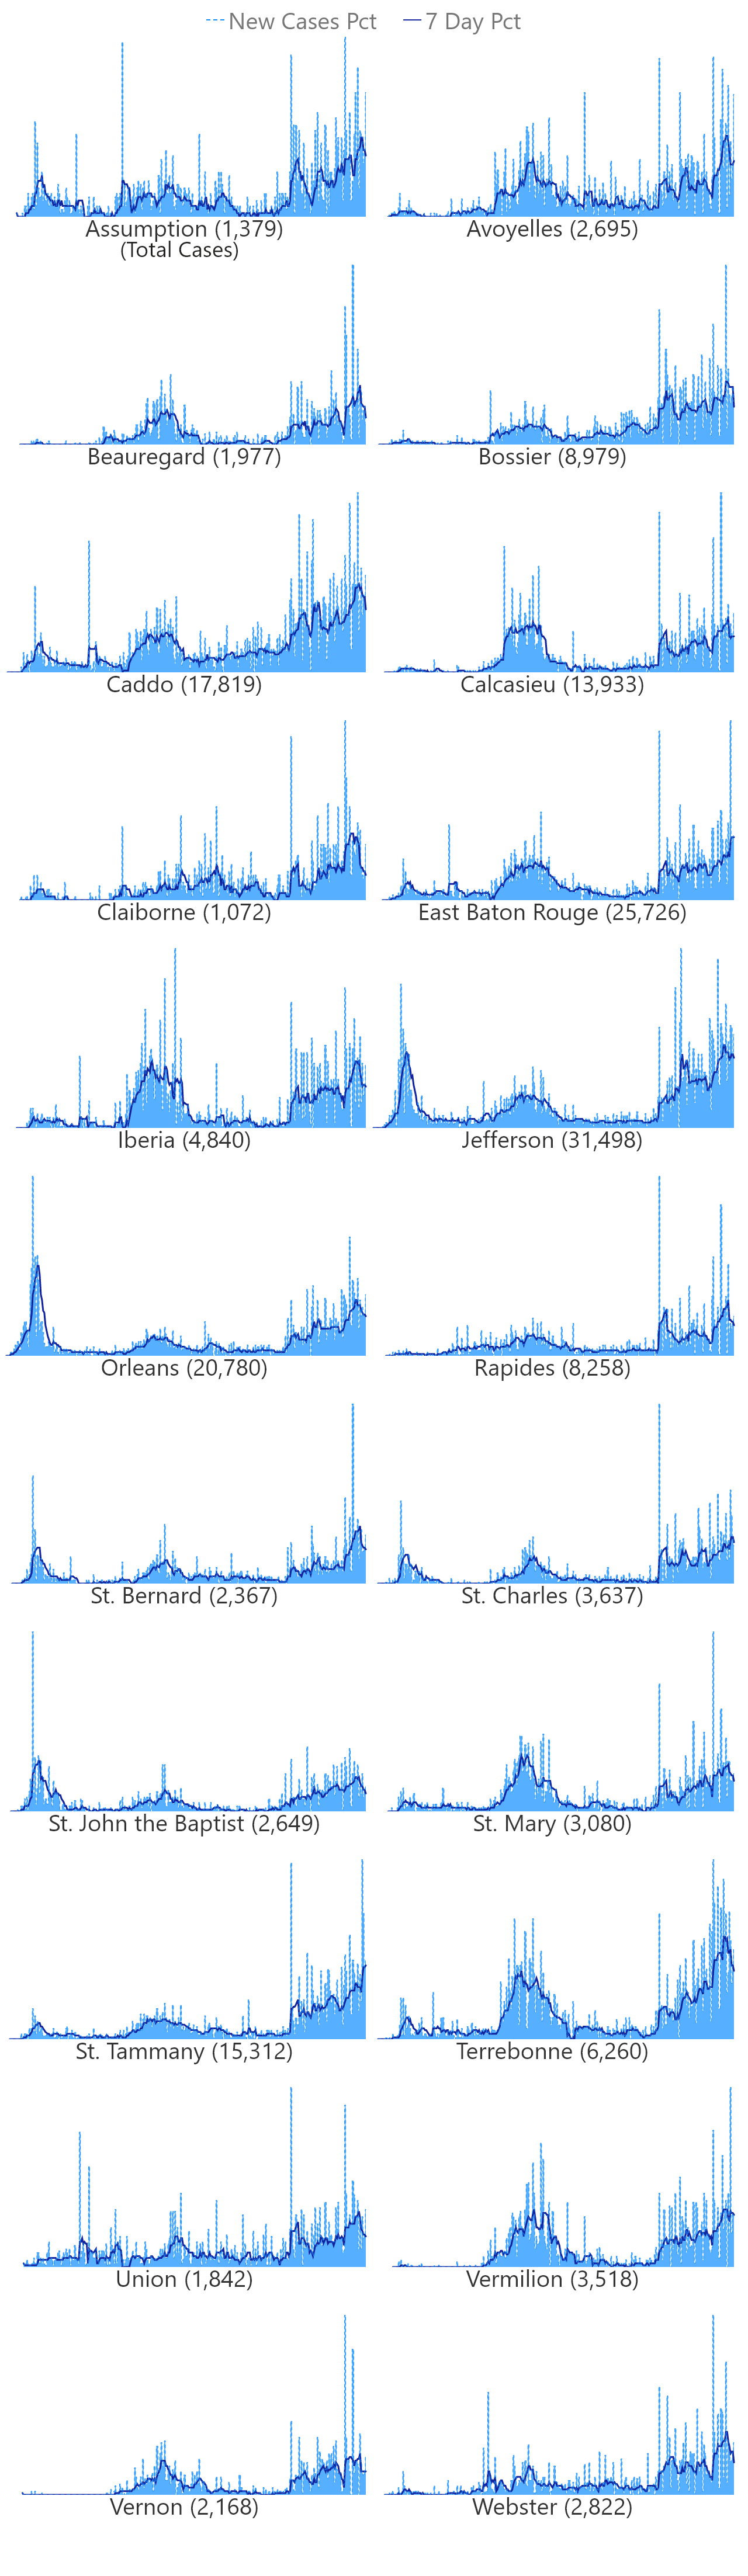 New Cases Pct 7 Day Pct
Assumption (1,379) Avoyelles (2,695)
(Total Cases)
Beauregard (1,977) Bossier (8,979)
Caddo (17,819) Calcasieu (13,933)
Claiborne (1,072) East Baton Rouge (25,726)
Iberia (4,840) Jefferson (31,498)
Orleans (20,780) Rapides (8,258)
St. Bernard (2,367) St. Charles (3,637)
St. John the Baptist (2,649) St. Mary (3,080)
St. Tammany (15,312) Terrebonne (6,260)
Union (1,842) Vermilion (3,518)
Vernon (2,168) Webster (2,822)